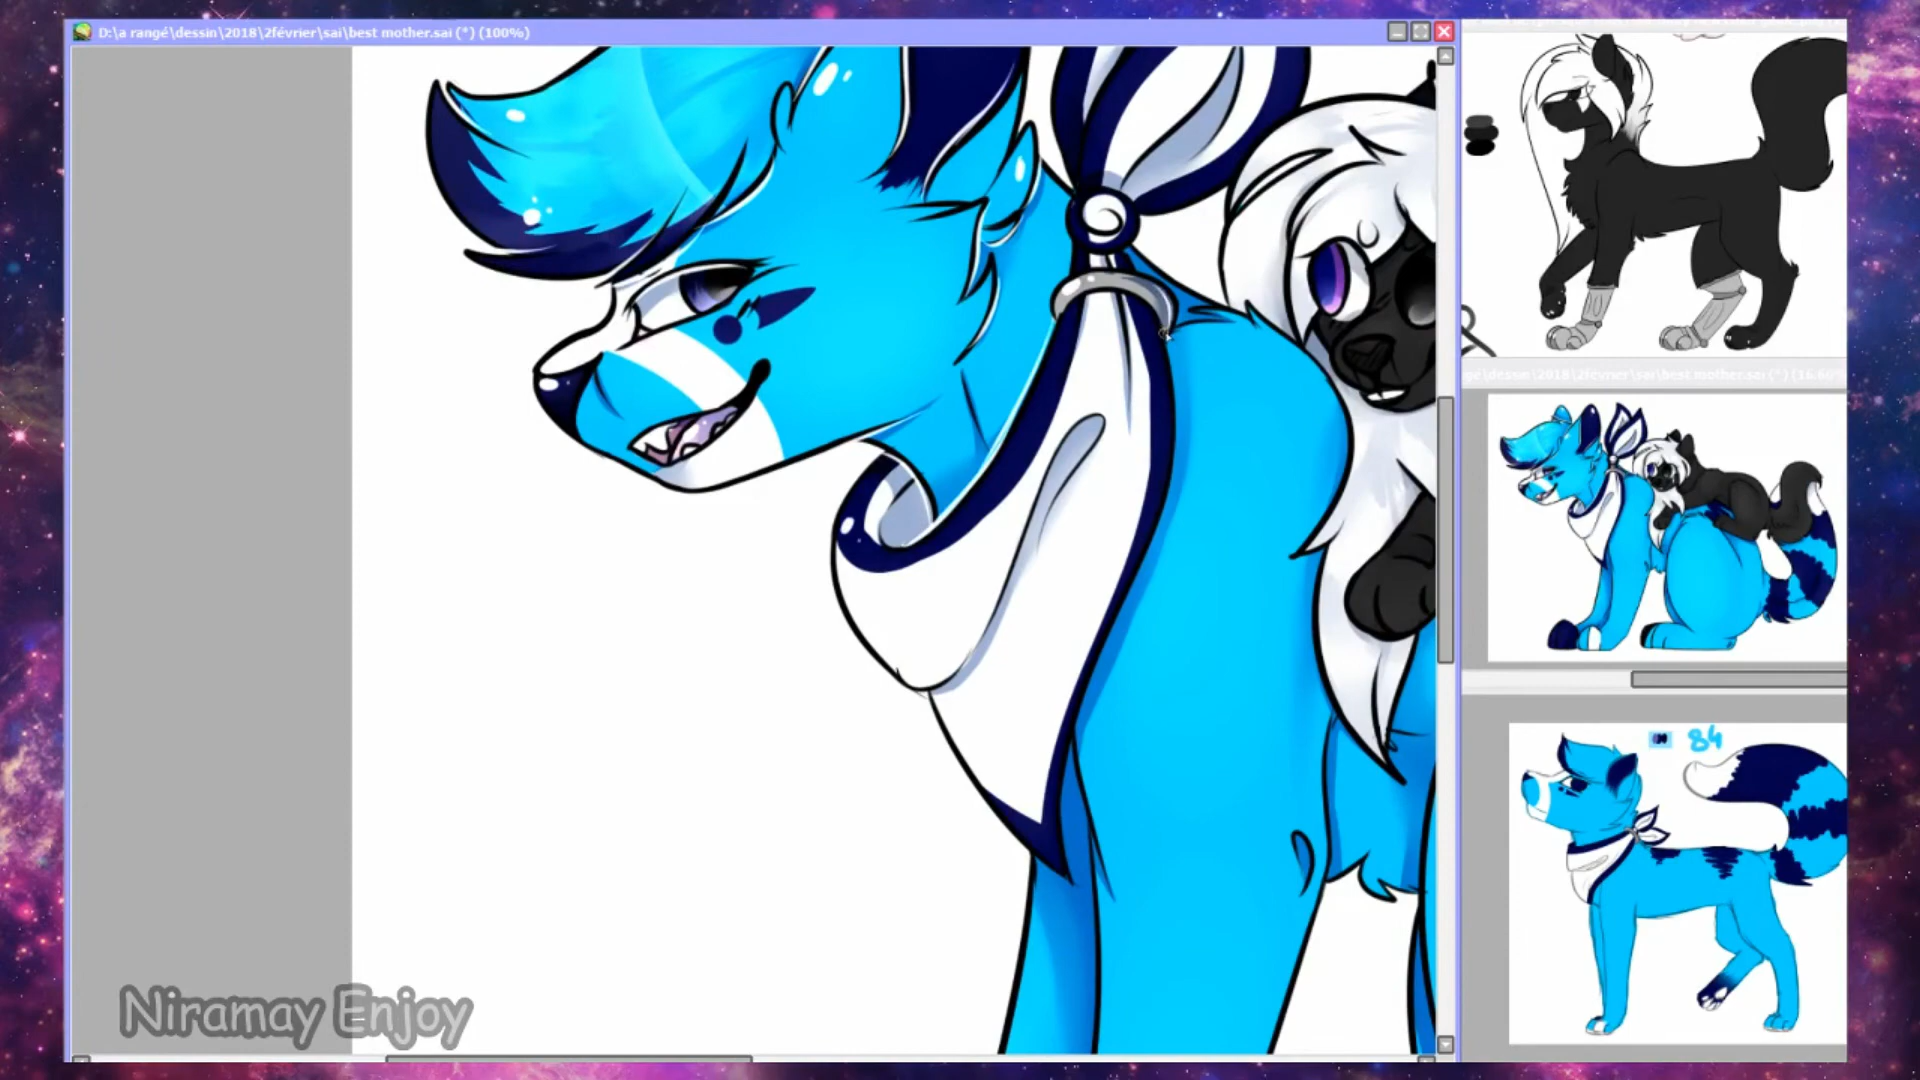 D:\a rangé\dessin\2018\2février\sai\best mother.sai (*) (100%)
84
Niramay Enjoy